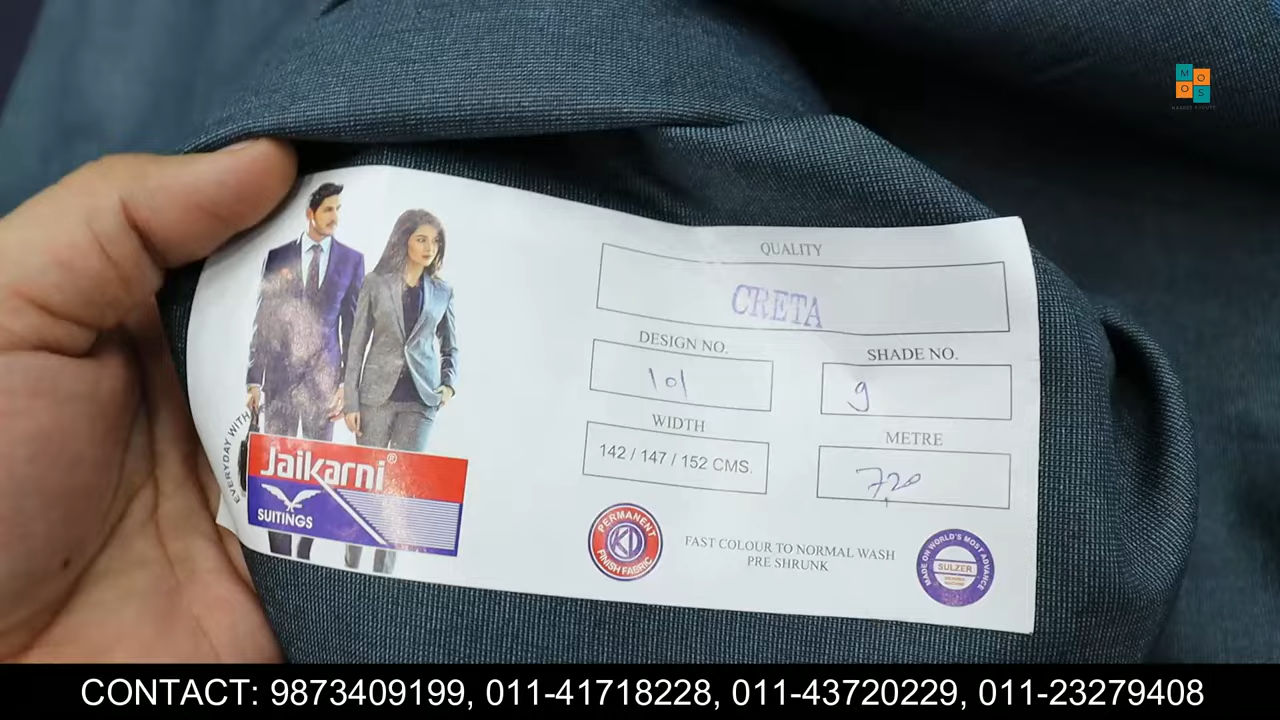 M O
O S
QUALITY
CRETA
DESIGN NO.
101
SHADE NO.
9
WIDTH
142 / 147 / 152 CMS.
METRE
7.20
EVERYDAY WITH
Jaikarni®
SUITINGS
PERMANENT
KD
FINISH FABRIC
FAST COLOUR TO NORMAL WASH
PRE SHRUNK
MADE ON WORLD'S MOST ADVANCE
SULZER
CONTACT: 9873409199, 011-41718228, 011-43720229, 011-23279408